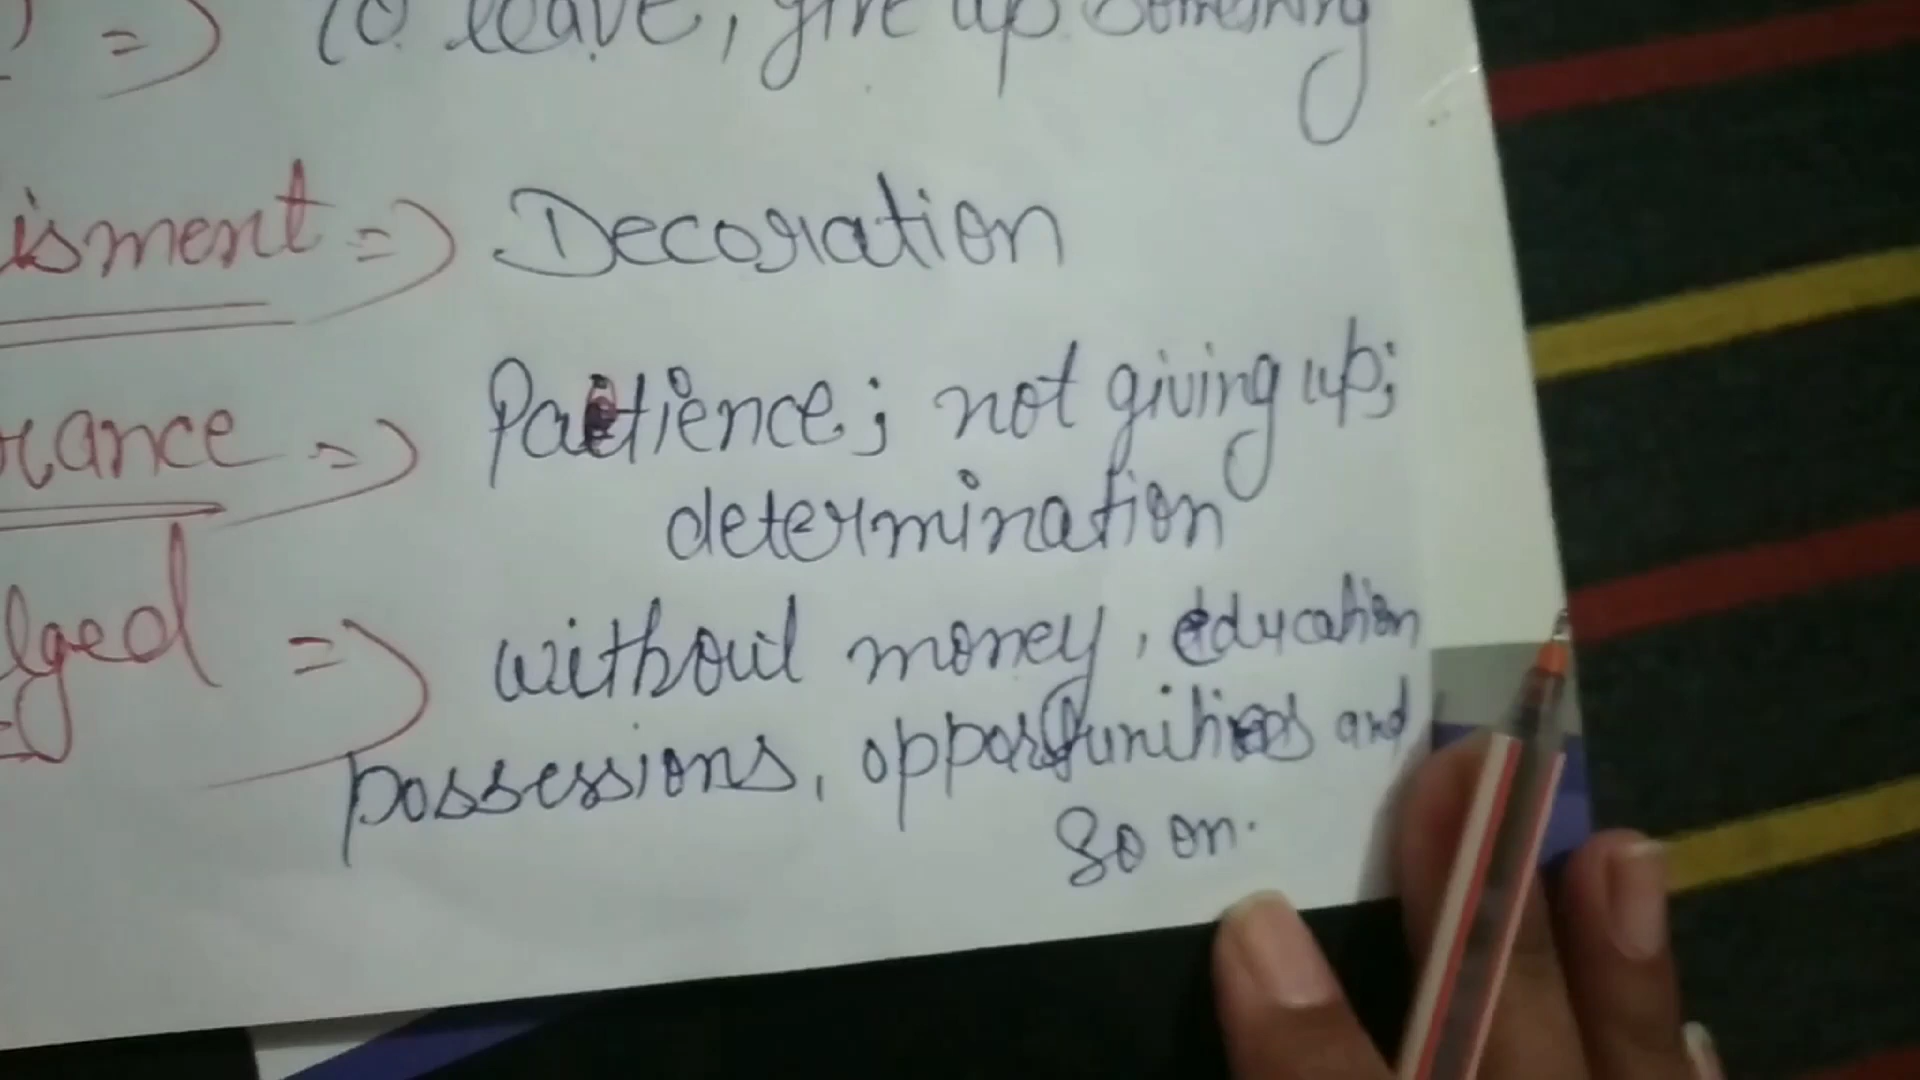 => to leave, give up something
isment => Decoration
rance => Patience; not giving up;
determination
lged => without money, education
possessions, opportunities and
so on.